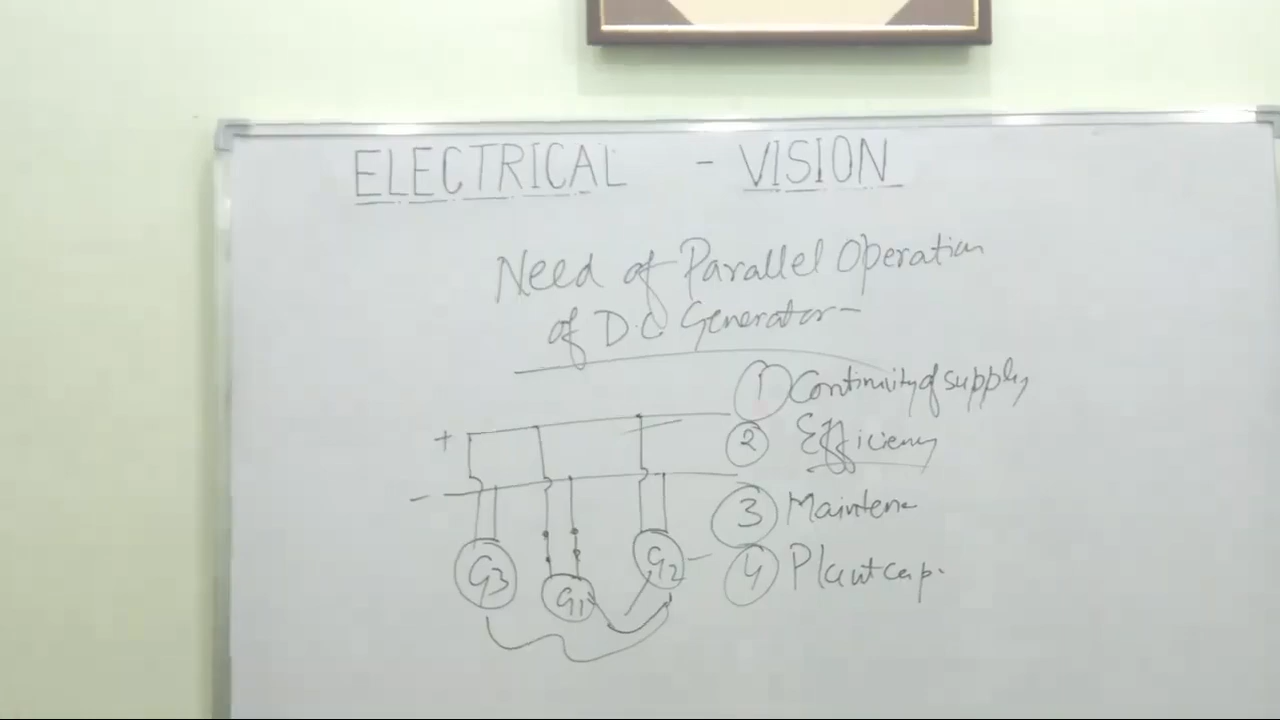 ELECTRICAL - VISION
Need of Parallel Operation
of D.C Generator-
① Continuity of supply
② Efficiency
③ Maintene
④ Plant cap.
+
-
G3
G1
G2